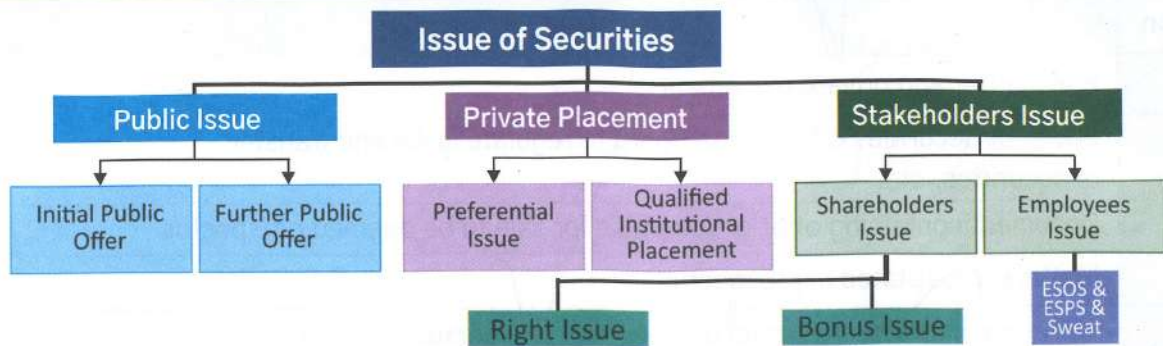 Issue of Securities
Public Issue
Private Placement
Stakeholders Issue
Initial Public
Offer
Further Public
Offer
Preferential
Issue
Qualified
Institutional
Placement
Shareholders
Issue
Employees
Issue
Right Issue
Bonus Issue
ESOS &
ESPS &
Sweat